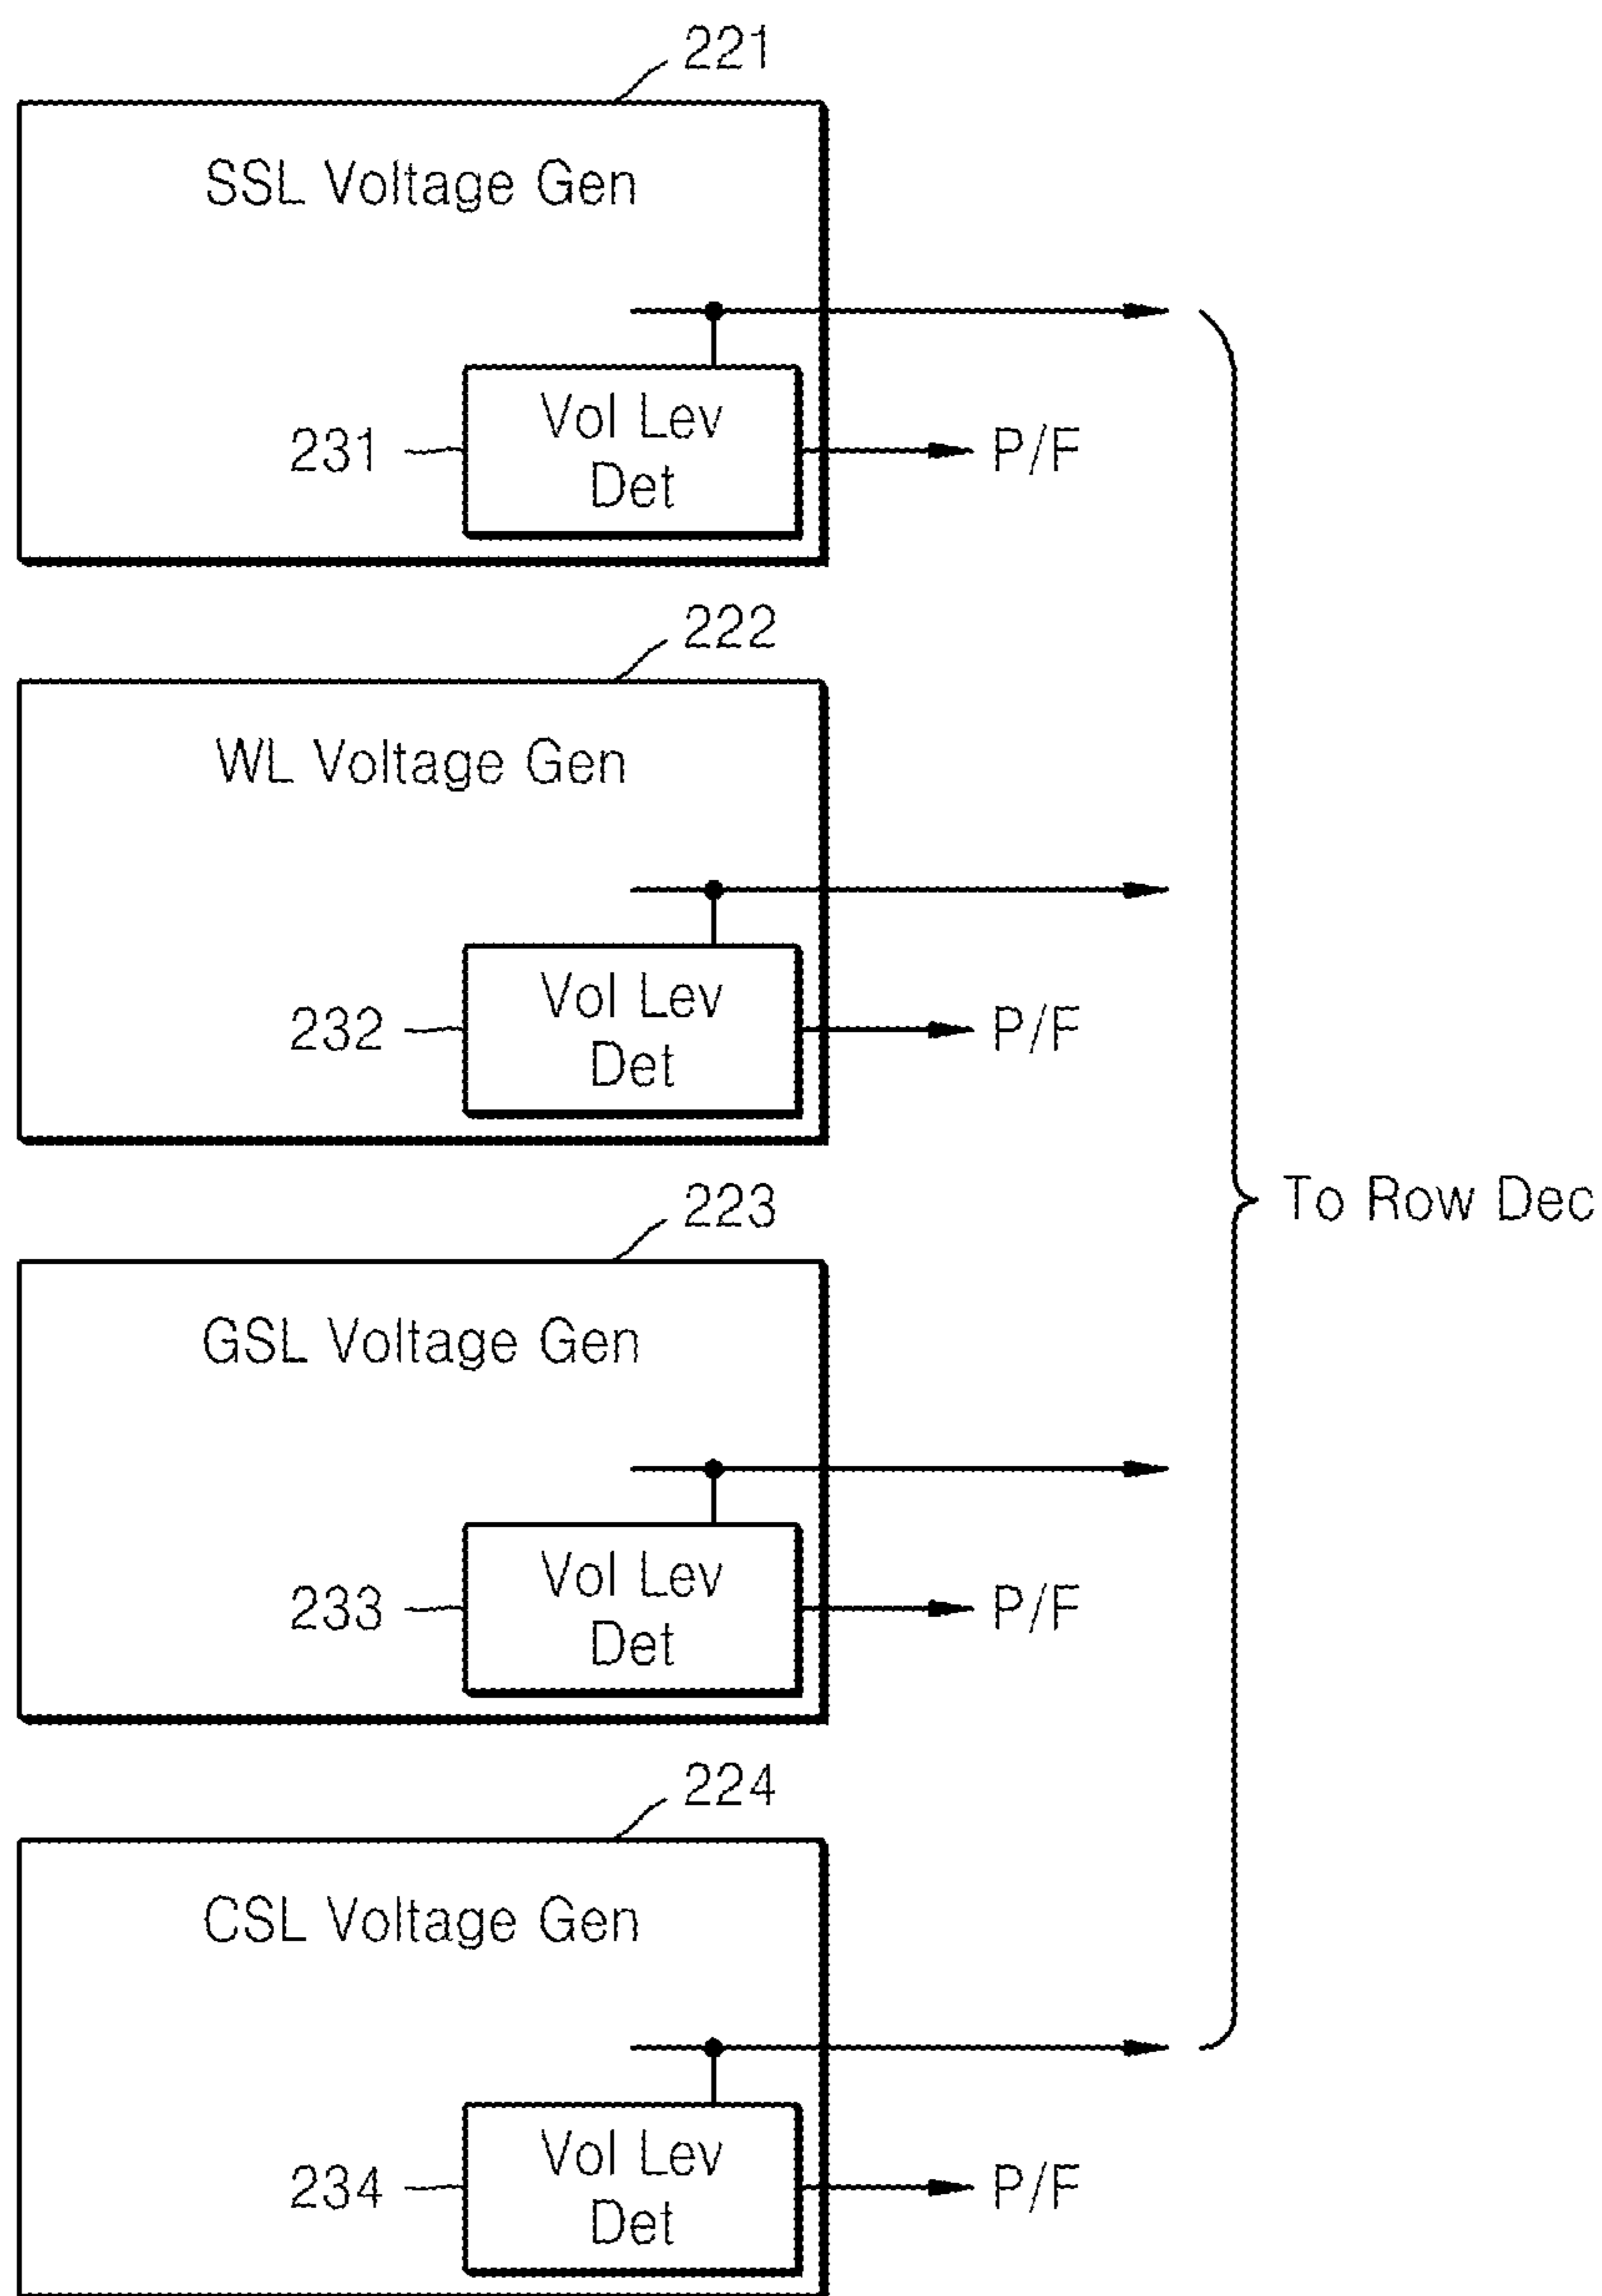 221
SSL Voltage Gen
Vol Lev
Det
231
P/F
222
WL Voltage Gen
Vol Lev
Det
232
P/F
To Row Dec
223
GSL Voltage Gen
Vol Lev
Det
233
P/F
224
CSL Voltage Gen
Vol Lev
Det
234
P/F